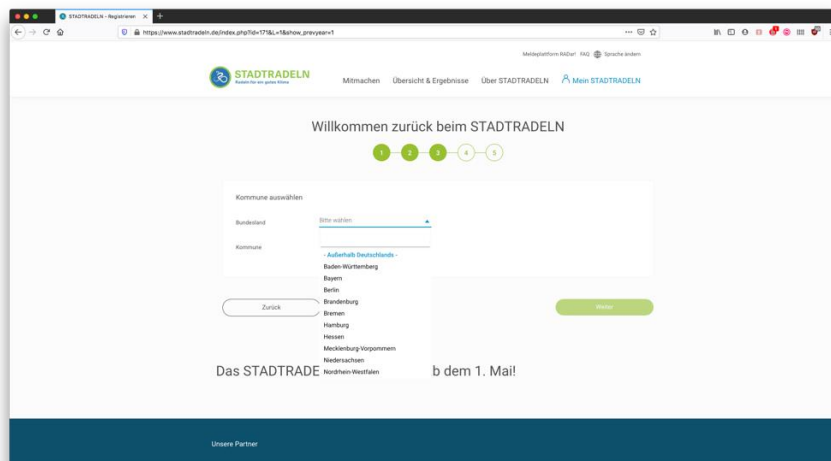 STADTRADELN - Registrieren
https://www.stadtradeln.de/index.php?id=171&L=1&show_prevyear=1
Meldeplattform RADar! FAQ Sprache ändern
STADTRADELN
Radeln für ein gutes Klima
Mitmachen Übersicht & Ergebnisse Über STADTRADELN Mein STADTRADELN
Willkommen zurück beim STADTRADELN
1 2 3 4 5
Kommune auswählen
Bundesland Bitte wählen
Kommune
- Außerhalb Deutschlands -
Baden-Württemberg
Bayern
Berlin
Brandenburg
Bremen
Hamburg
Hessen
Mecklenburg-Vorpommern
Niedersachsen
Nordrhein-Westfalen
Zurück Weiter
Das STADTRADE b dem 1. Mai!
Unsere Partner